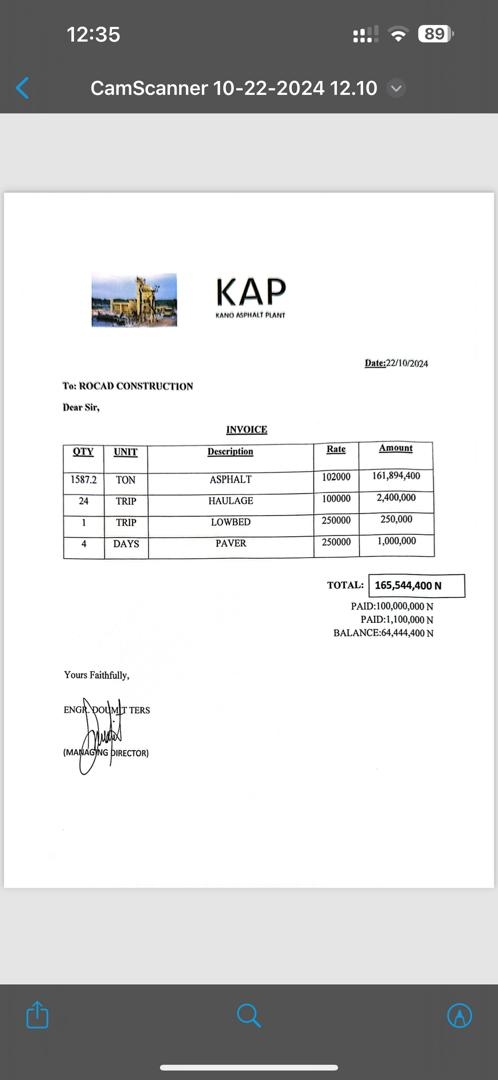 12:35
89
CamScanner 10-22-2024 12.10
KAP
KANO ASPHALT PLANT
Date:22/10/2024
To: ROCAD CONSTRUCTION
Dear Sir,
INVOICE
QTY UNIT Description Rate Amount
1587.2 TON ASPHALT 102000 161,894,400
24 TRIP HAULAGE 100000 2,400,000
1 TRIP LOWBED 250000 250,000
4 DAYS PAVER 250000 1,000,000
TOTAL: 165,544,400 N
PAID:100,000,000 N
PAID:1,100,000 N
BALANCE:64,444,400 N
Yours Faithfully,
ENGR. DOUMIT TERS
(MANAGING DIRECTOR)